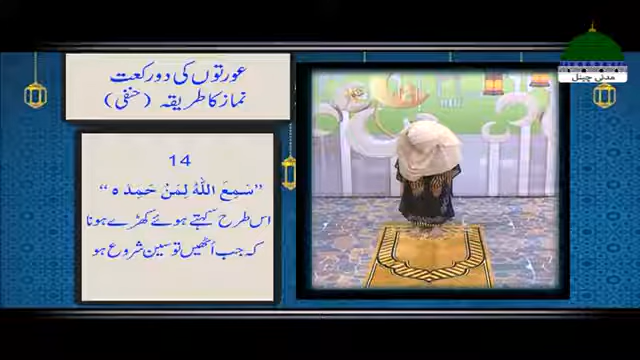 عورتوں کی دو رکعت
نماز کا طریقہ (حنفی)
14
”سَمِعَ اللّٰهُ لِمَنْ حَمِدَه“
اس طرح کہتے ہوئے کھڑے ہونا
کہ جب اُٹھیں تو سین شروع ہو
مدنی چینل